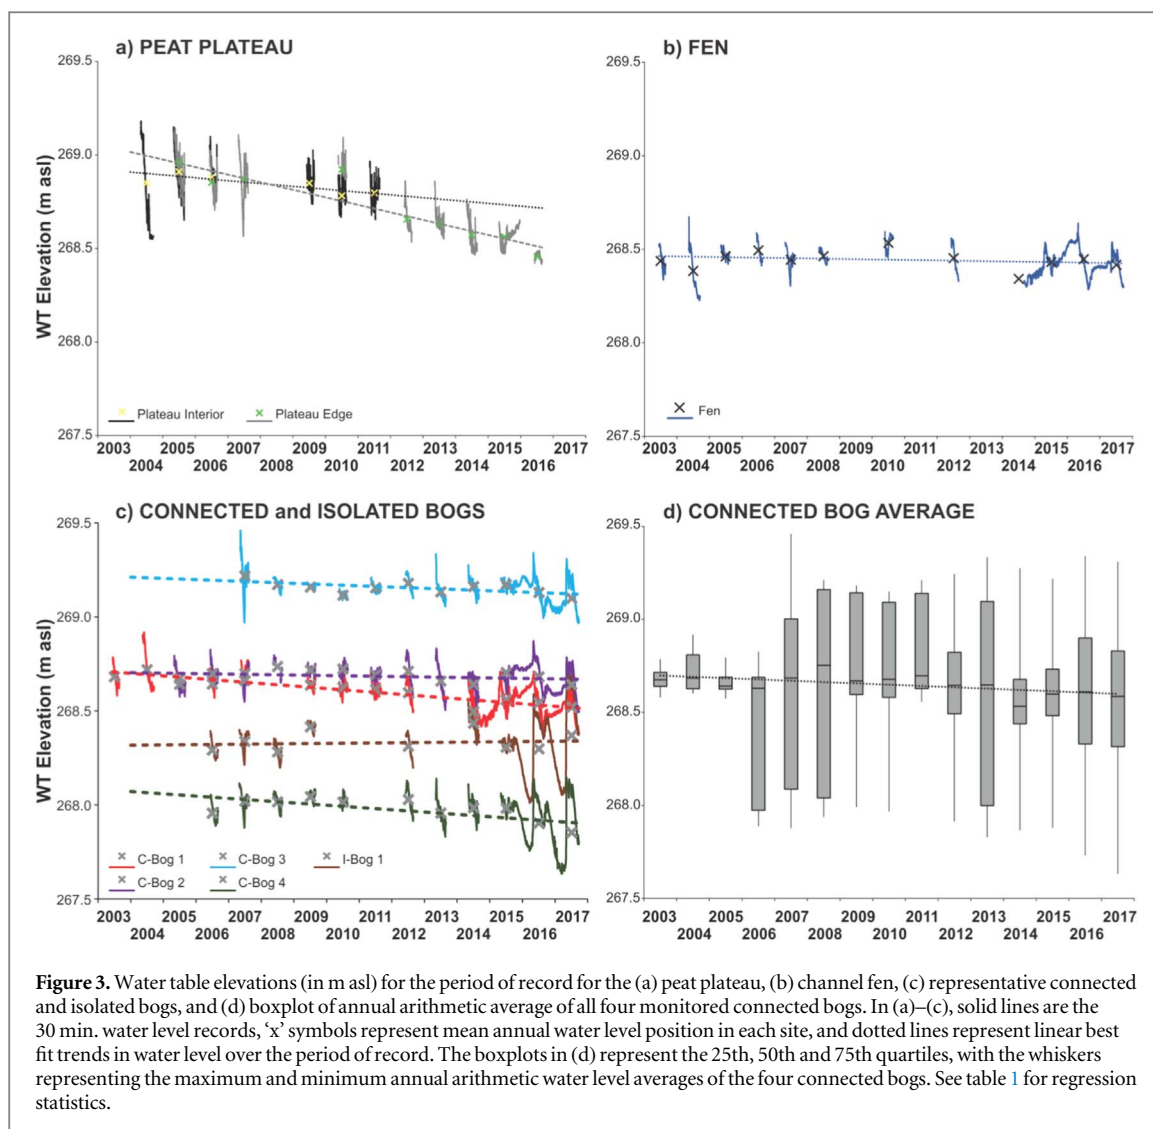 a) PEAT PLATEAU
269.5
269.0
268.5
268.0
267.5
WT Elevation (m asl)
Plateau Interior
Plateau Edge
2003 2005 2007 2009 2011 2013 2015 2017
2004 2006 2010 2012 2014 2016
b) FEN
269.5
269.0
268.5
268.0
267.5
Fen
2003 2005 2007 2009 2011 2013 2015 2017
2004 2006 2008 2010 2012 2014 2016
c) CONNECTED and ISOLATED BOGS
269.5
269.0
268.5
268.0
267.5
WT Elevation (m asl)
C-Bog 1 C-Bog 3 I-Bog 1
C-Bog 2 C-Bog 4
2003 2005 2007 2009 2011 2013 2015 2017
2004 2006 2008 2010 2012 2014 2016
d) CONNECTED BOG AVERAGE
269.5
269.0
268.5
268.0
267.5
2003 2005 2007 2009 2011 2013 2015 2017
2004 2006 2008 2010 2012 2014 2016
Figure 3. Water table elevations (in m asl) for the period of record for the (a) peat plateau, (b) channel fen, (c) representative connected
and isolated bogs, and (d) boxplot of annual arithmetic average of all four monitored connected bogs. In (a)–(c), solid lines are the
30 min. water level records, ‘x’ symbols represent mean annual water level position in each site, and dotted lines represent linear best
fit trends in water level over the period of record. The boxplots in (d) represent the 25th, 50th and 75th quartiles, with the whiskers
representing the maximum and minimum annual arithmetic water level averages of the four connected bogs. See table 1 for regression
statistics.